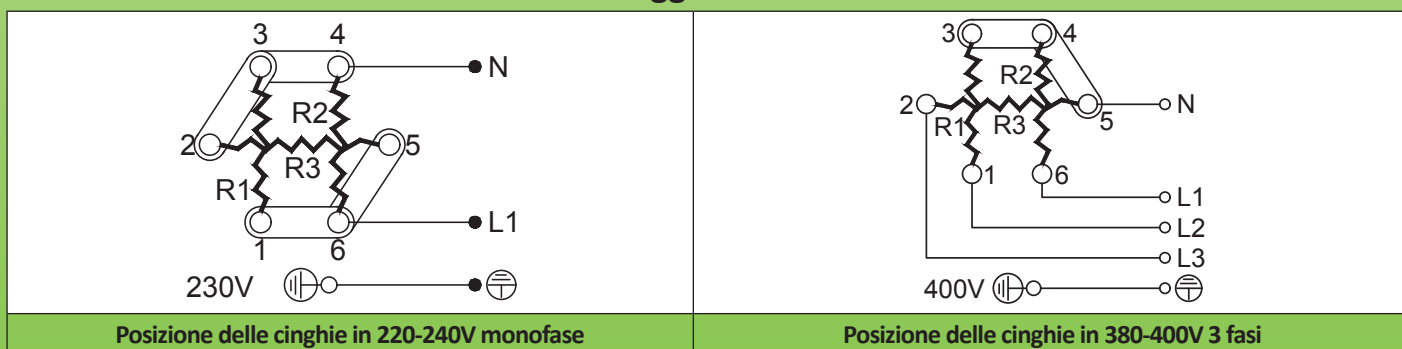 3 4
N
R2
2 5
R3
R1
L1
1 6
230V
Posizione delle cinghie in 220-240V monofase
3 4
R2
2 N
R1 R3 5
1 6
L1
L2
L3
400V
Posizione delle cinghie in 380-400V 3 fasi